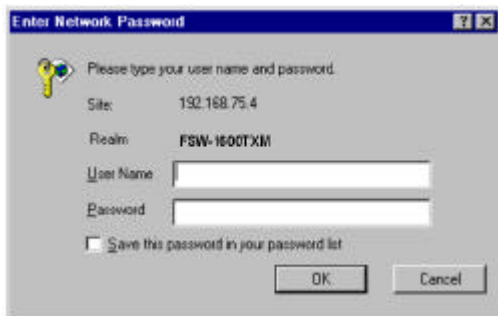 Enter Network Password
Please type your user name and password.
Site: 192.168.75.4
Realm FSW-1600TXM
User Name
Password
Save this password in your password list
OK Cancel